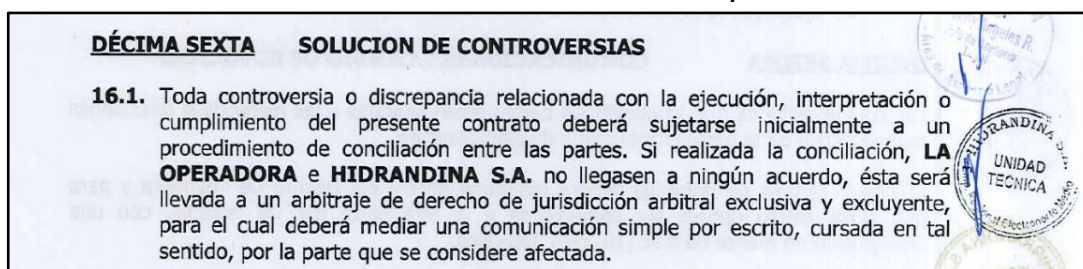 DÉCIMA SEXTA SOLUCION DE CONTROVERSIAS
16.1. Toda controversia o discrepancia relacionada con la ejecución, interpretación o
cumplimiento del presente contrato deberá sujetarse inicialmente a un
procedimiento de conciliación entre las partes. Si realizada la conciliación, LA
OPERADORA e HIDRANDINA S.A. no llegasen a ningún acuerdo, ésta será
llevada a un arbitraje de derecho de jurisdicción arbitral exclusiva y excluyente,
para el cual deberá mediar una comunicación simple por escrito, cursada en tal
sentido, por la parte que se considere afectada.
UNIDAD
TECNICA